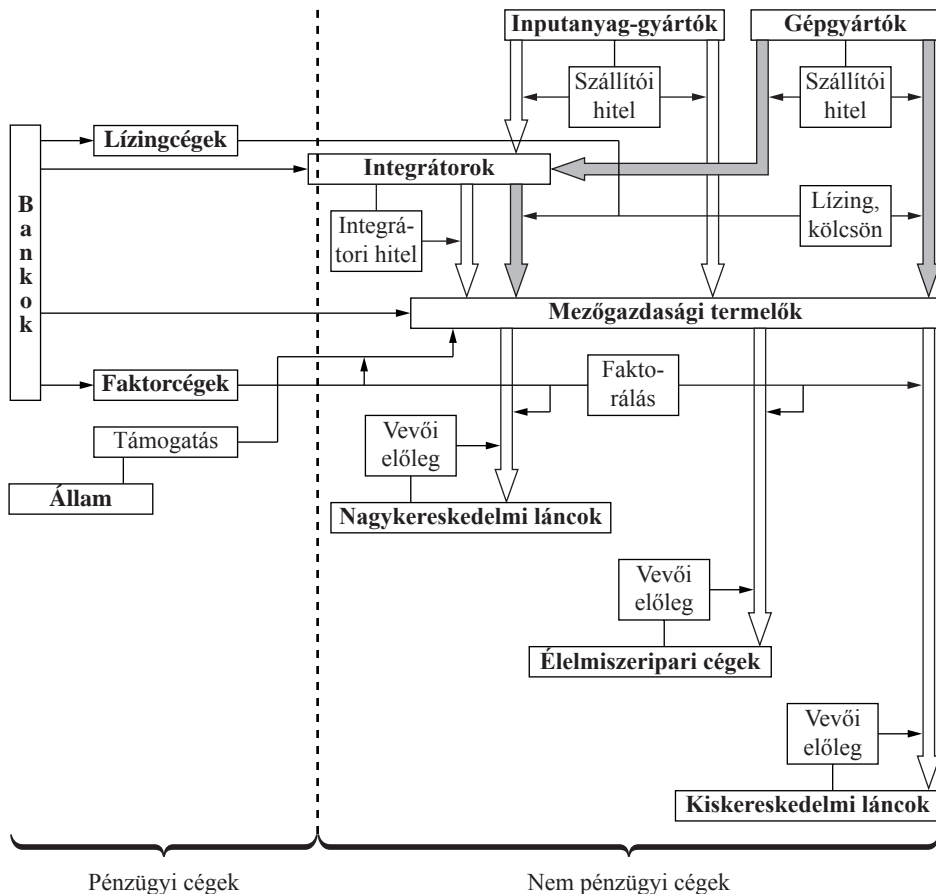 Inputanyag-gyártók
Gépgyártók
Szállítói
hitel
Szállítói
hitel
Lízingcégek
Integrátorok
Bankok
Integrá-
tori hitel
Lízing,
kölcsön
Mezőgazdasági termelők
Faktorcégek
Fakto-
rálás
Támogatás
Vevői
előleg
Állam
Nagykereskedelmi láncok
Vevői
előleg
Élelmiszeripari cégek
Vevői
előleg
Kiskereskedelmi láncok
Pénzügyi cégek
Nem pénzügyi cégek